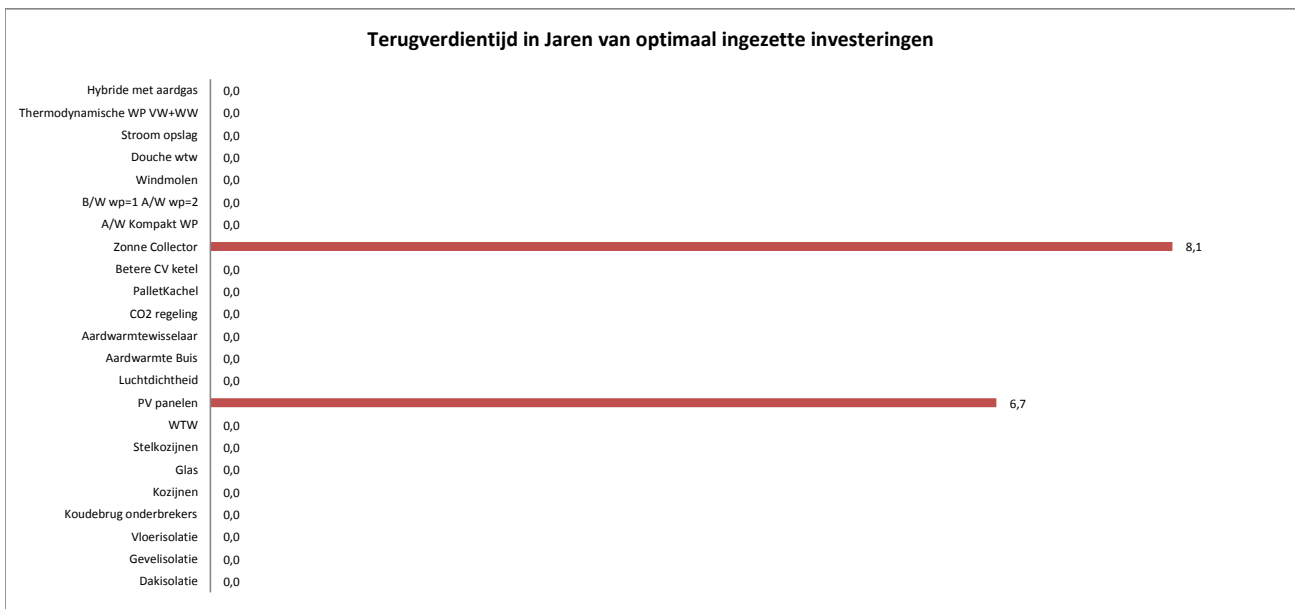 Terugverdientijd in Jaren van optimaal ingezette investeringen
Hybride met aardgas 0,0
Thermodynamische WP VW+WW 0,0
Stroom opslag 0,0
Douche wtw 0,0
Windmolen 0,0
B/W wp=1 A/W wp=2 0,0
A/W Kompakt WP 0,0
Zonne Collector 8,1
Betere CV ketel 0,0
PalletKachel 0,0
CO2 regeling 0,0
Aardwarmtewisselaar 0,0
Aardwarmte Buis 0,0
Luchtdichtheid 0,0
PV panelen 6,7
WTW 0,0
Stelkozijnen 0,0
Glas 0,0
Kozijnen 0,0
Koudebrug onderbrekers 0,0
Vloerisolatie 0,0
Gevelisolatie 0,0
Dakisolatie 0,0